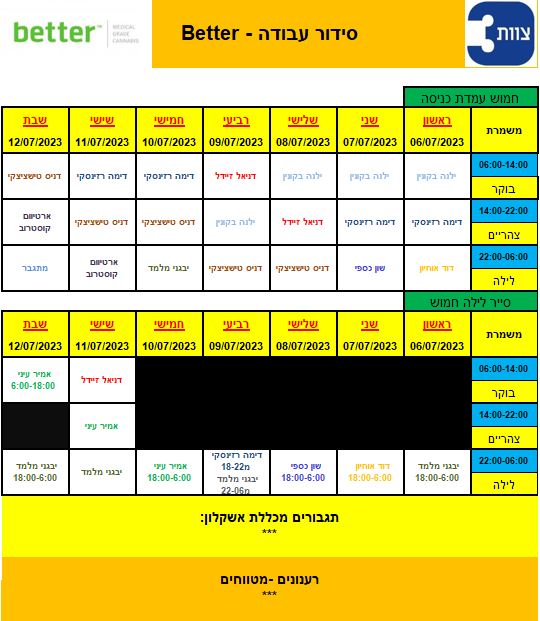 better™ MEDICAL GRADE CANNABIS
סידור עבודה - Better
צוות 3
חמוש עמדת כניסה
משמרת ראשון שני שלישי רביעי חמישי שישי שבת
06/07/2023 07/07/2023 08/07/2023 09/07/2023 10/07/2023 11/07/2023 12/07/2023
06:00-14:00 בוקר ילנה בקונין ילנה בקונין ילנה בקונין דניאל זיידל דימה רזינסקי דימה רזינסקי דניס טישציצקי
14:00-22:00 צהריים דימה רזינסקי דימה רזינסקי דניאל זיידל ילנה בקונין דניס טישציצקי דניס טישציצקי ארטיוום קוסטרוב
22:00-06:00 לילה דוד אוחיון שון כספי דניס טישציצקי דניס טישציצקי יבגני מלמד ארטיוום קוסטרוב מתגבר
סייר לילה חמוש
משמרת ראשון שני שלישי רביעי חמישי שישי שבת
06/07/2023 07/07/2023 08/07/2023 09/07/2023 10/07/2023 11/07/2023 12/07/2023
06:00-14:00 בוקר דניאל זיידל אמיר עיני 6:00-18:00
14:00-22:00 צהריים אמיר עיני
22:00-06:00 לילה יבגני מלמד 18:00-6:00 דוד אוחיון 18:00-6:00 שון כספי 18:00-6:00 דימה רזינסקי מ18-22 יבגני מלמד מ22-06 אמיר עיני 18:00-6:00 יבגני מלמד יבגני מלמד 18:00-6:00
תגבורים מכללת אשקלון:
***
רענונים -מטווחים
***